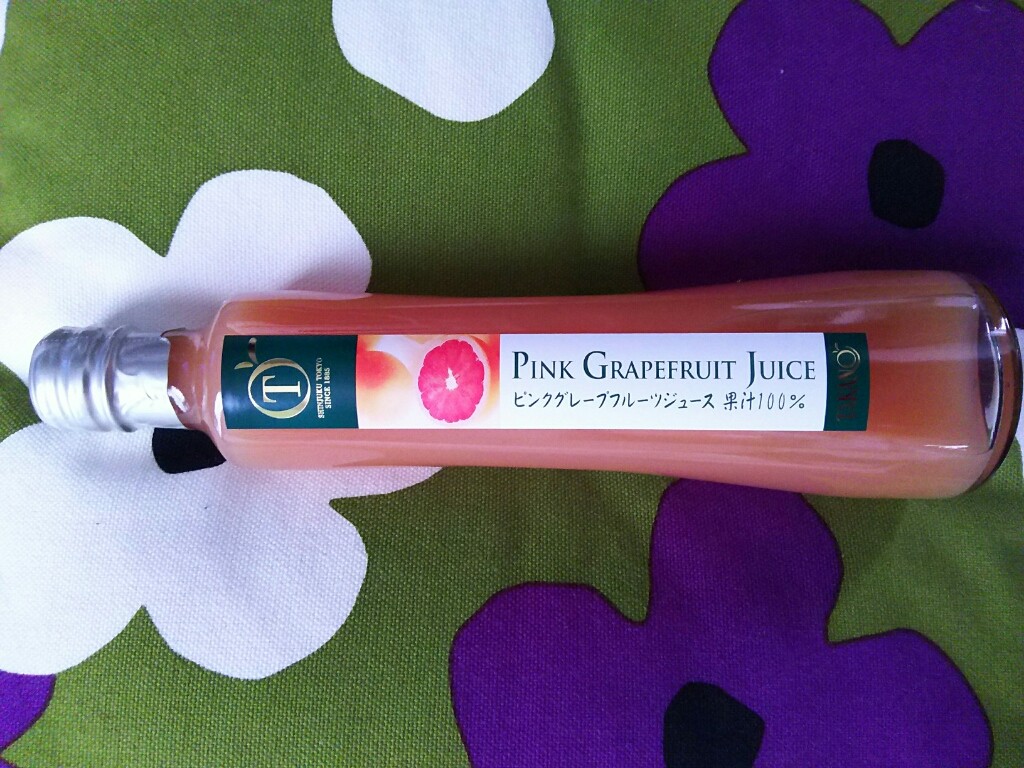 T
SHINJUKU TOKYO
SINCE 1885
PINK GRAPEFRUIT JUICE
ピンクグレープフルーツジュース 果汁100%
TAKANO